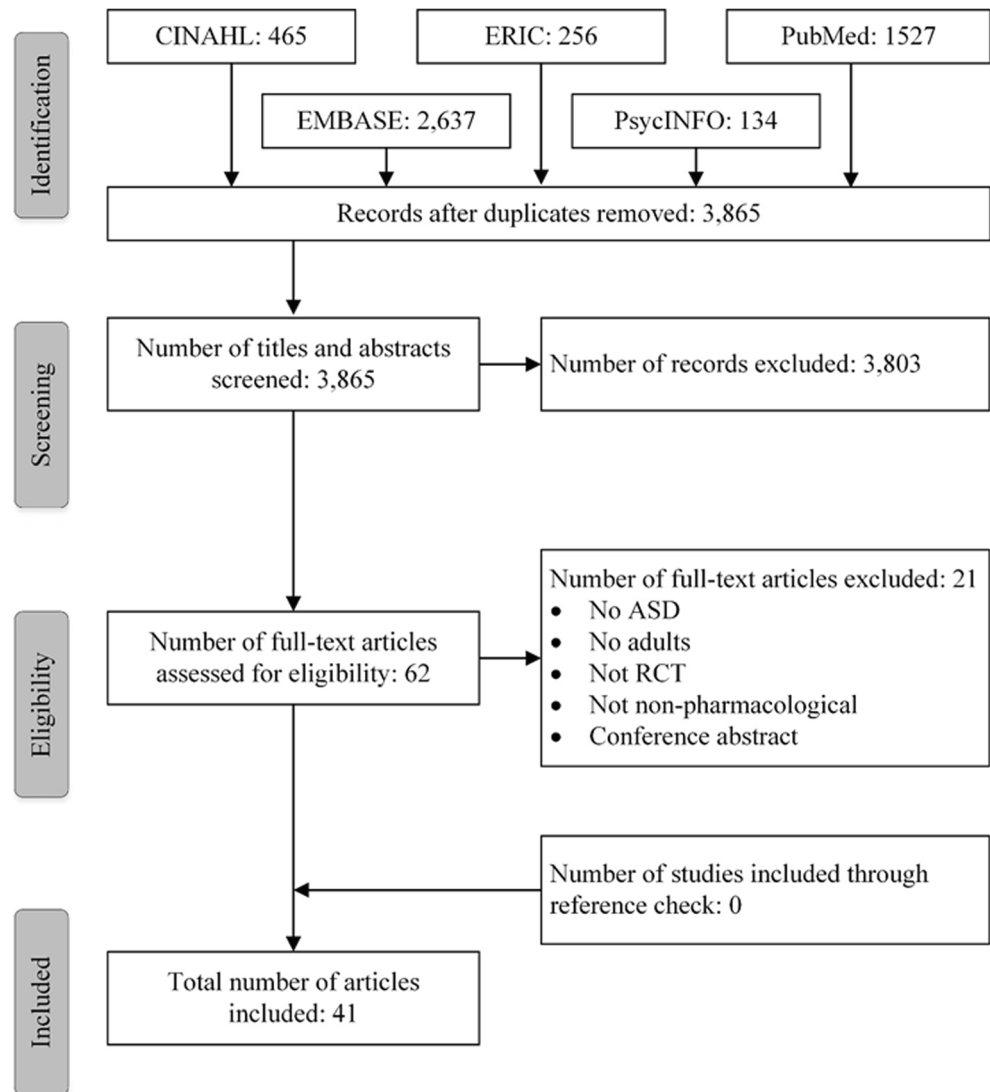 Identification
CINAHL: 465
ERIC: 256
PubMed: 1527
EMBASE: 2,637
PsycINFO: 134
Records after duplicates removed: 3,865
Screening
Number of titles and abstracts
screened: 3,865
Number of records excluded: 3,803
Eligibility
Number of full-text articles
assessed for eligibility: 62
Number of full-text articles excluded: 21
• No ASD
• No adults
• Not RCT
• Not non-pharmacological
• Conference abstract
Number of studies included through
reference check: 0
Included
Total number of articles
included: 41